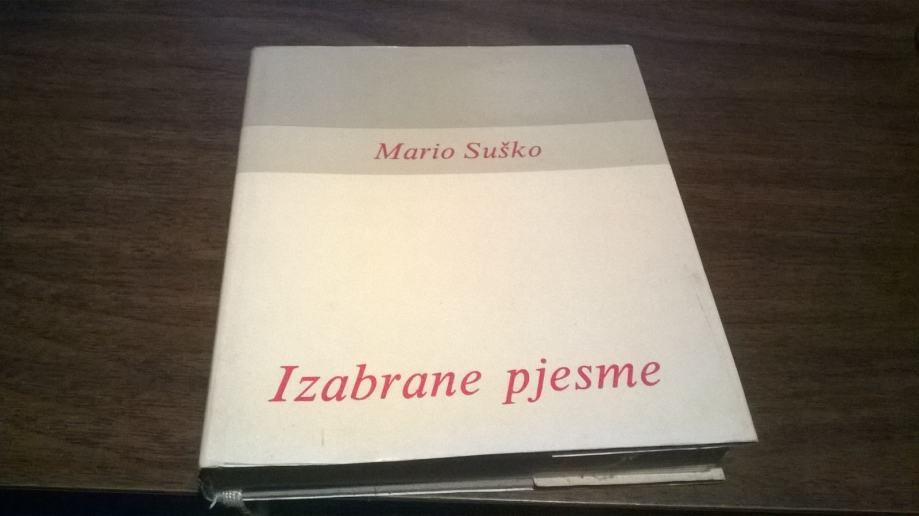 Mario Suško
Izabrane pjesme